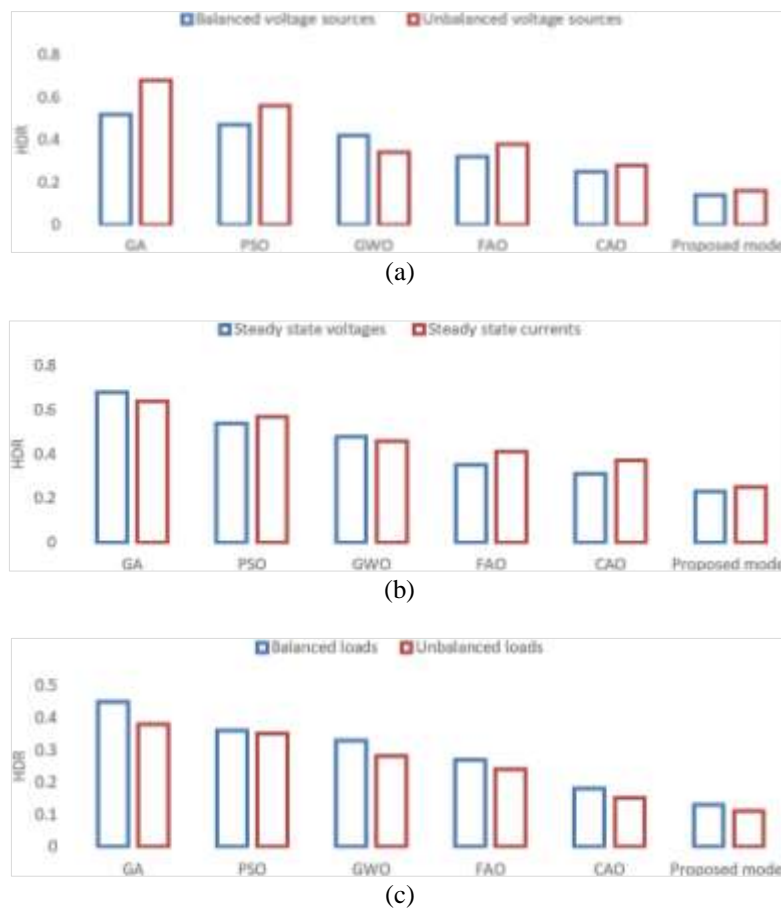 Balanced voltage sources Unbalanced voltage sources
0.8
0.6
0.4
0.2
0
HDR
GA PSO GWO FAO CAO Proposed mode
(a)
Steady state voltages Steady state currents
0.8
0.6
0.4
0.2
0
HDR
GA PSO GWO FAO CAO Proposed mode
(b)
Balanced loads Unbalanced loads
0.5
0.4
0.3
0.2
0.1
0
HDR
GA PSO GWO FAO CAO Proposed mode
(c)